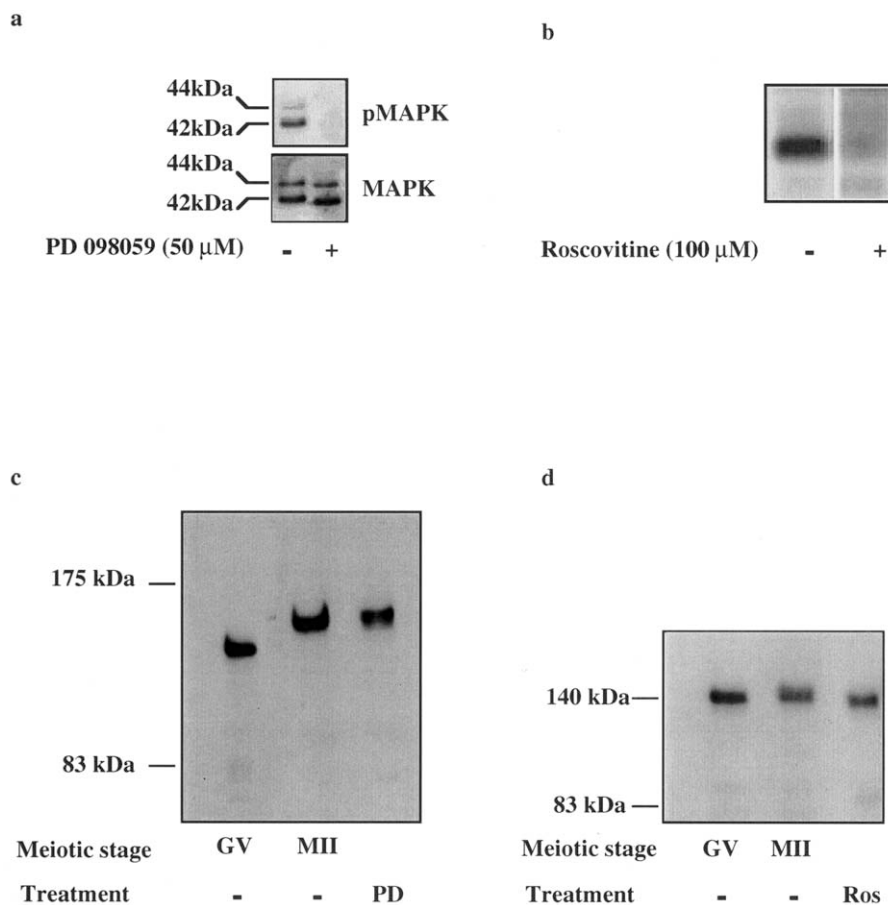 a
44kDa
42kDa
pMAPK
44kDa
42kDa
MAPK
PD 098059 (50 μM) - +
b
Roscovitine (100 μM) - +
c
175 kDa
83 kDa
Meiotic stage GV MII
Treatment - - PD
d
140 kDa
83 kDa
Meiotic stage GV MII
Treatment - - Ros